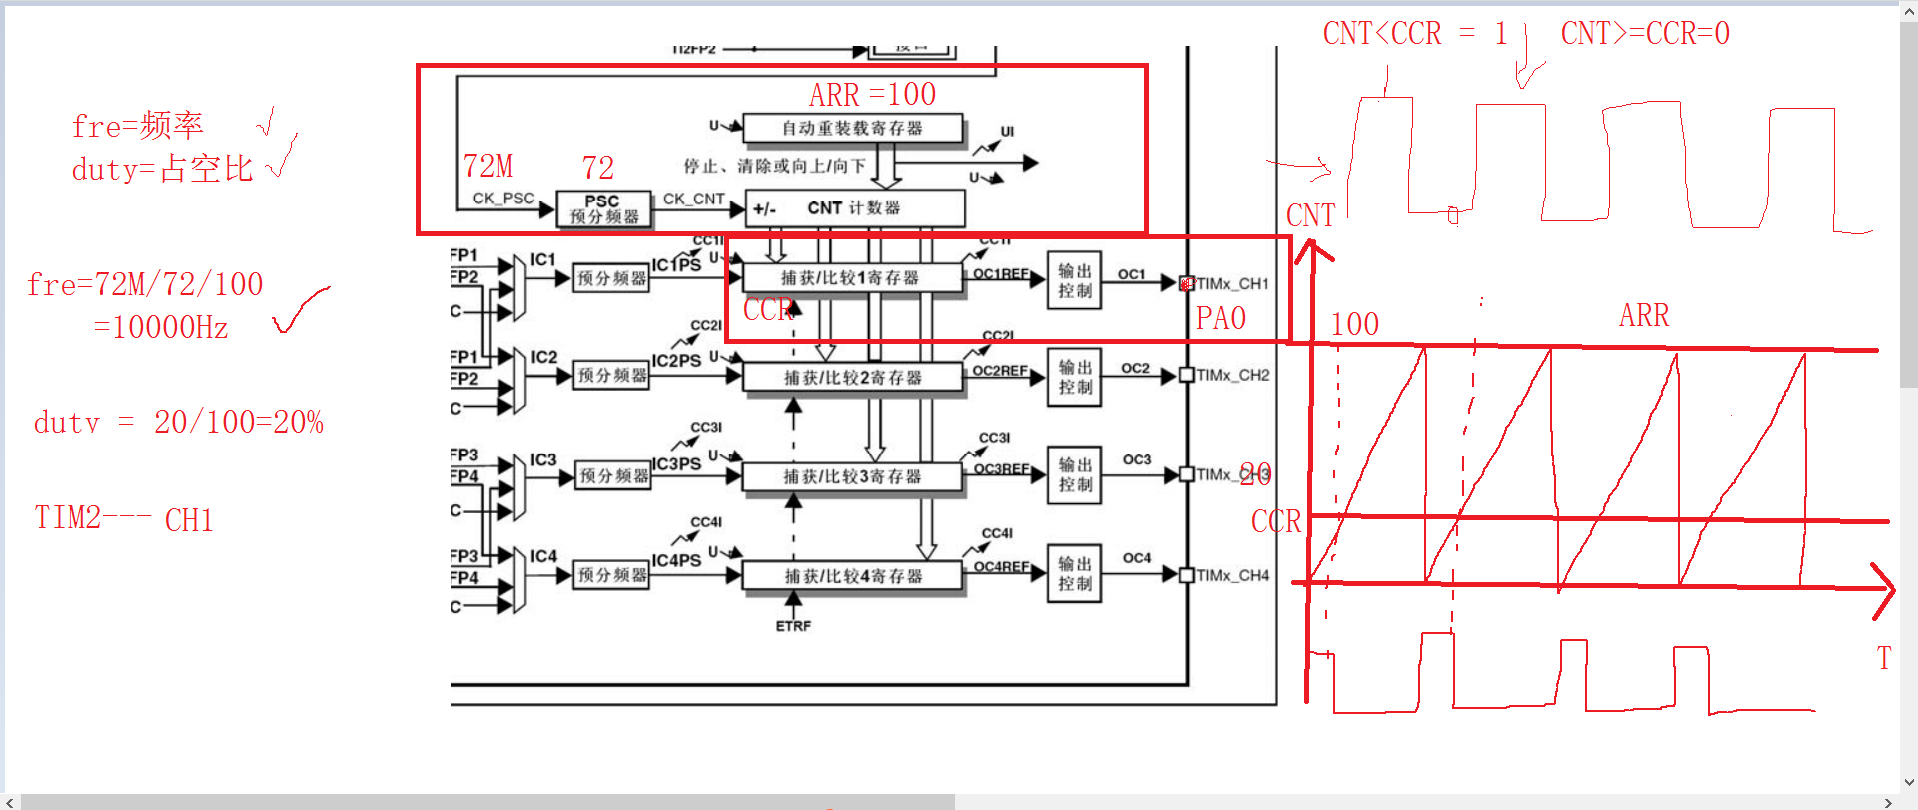 TI2FP2
接口
CNT<CCR = 1
CNT>=CCR=0
ARR =100
fre=频率
duty=占空比
U
自动重装载寄存器
UI
停止、清除或向上/向下
U
72M
72
CK_PSC
PSC
预分频器
CK_CNT
+/-
CNT 计数器
CNT
0
fre=72M/72/100
=10000Hz
FP1
FP2
C
IC1
预分频器
CC1I
IC1PS
U
捕获/比较1寄存器
CC1I
OC1REF
输出
控制
OC1
TIMx_CH1
CCR
PA0
100
ARR
FP1
FP2
C
IC2
预分频器
CC2I
IC2PS
U
捕获/比较2寄存器
CC2I
OC2REF
输出
控制
OC2
TIMx_CH2
duty = 20/100=20%
FP3
FP4
C
IC3
预分频器
CC3I
IC3PS
U
捕获/比较3寄存器
CC3I
OC3REF
输出
控制
OC3
TIMx_CH3
20
CCR
TIM2--- CH1
FP3
FP4
C
IC4
预分频器
CC4I
IC4PS
U
捕获/比较4寄存器
CC4I
OC4REF
输出
控制
OC4
TIMx_CH4
ETRF
T